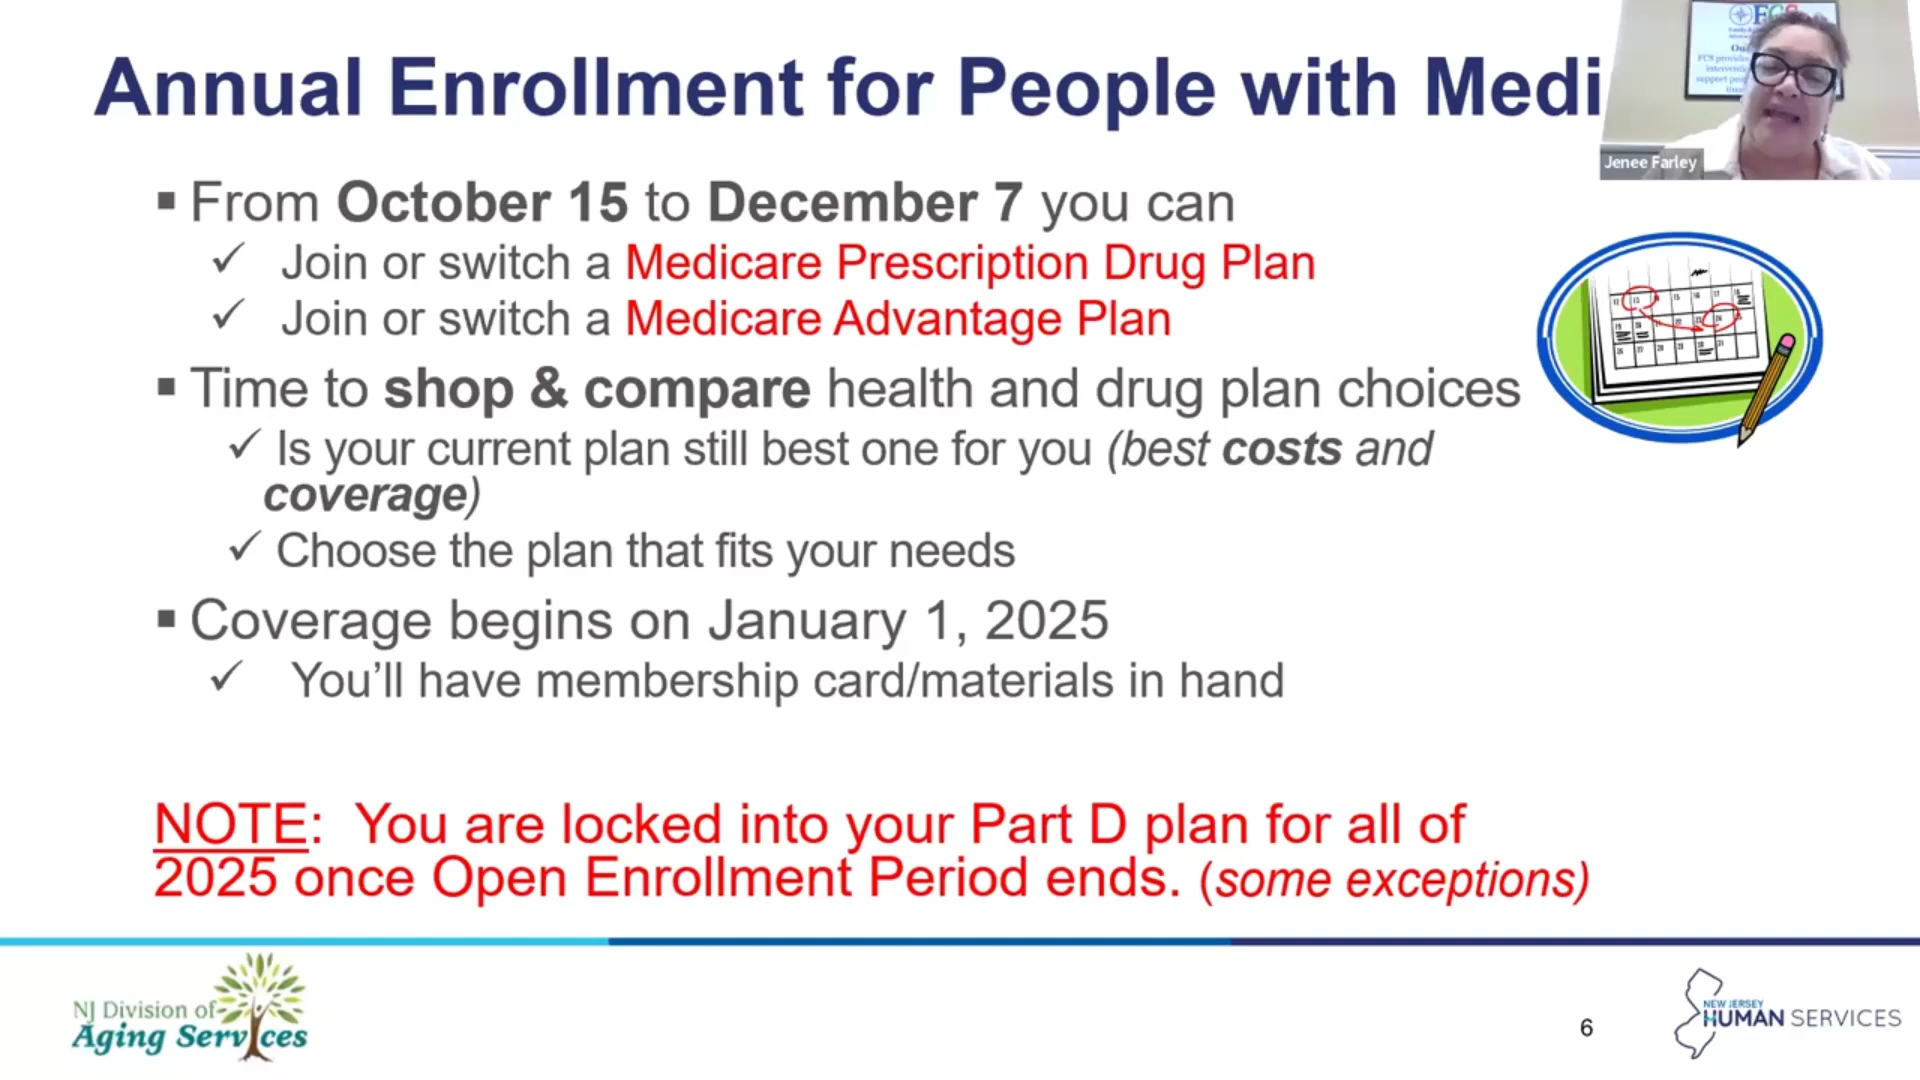 Annual Enrollment for People with Medi
Jenee Farley
▪ From October 15 to December 7 you can
✓ Join or switch a Medicare Prescription Drug Plan
✓ Join or switch a Medicare Advantage Plan
▪ Time to shop & compare health and drug plan choices
✓ Is your current plan still best one for you (best costs and
coverage)
✓ Choose the plan that fits your needs
▪ Coverage begins on January 1, 2025
✓ You’ll have membership card/materials in hand
NOTE: You are locked into your Part D plan for all of
2025 once Open Enrollment Period ends. (some exceptions)
NJ Division of
Aging Services
6
NEW JERSEY
HUMAN SERVICES